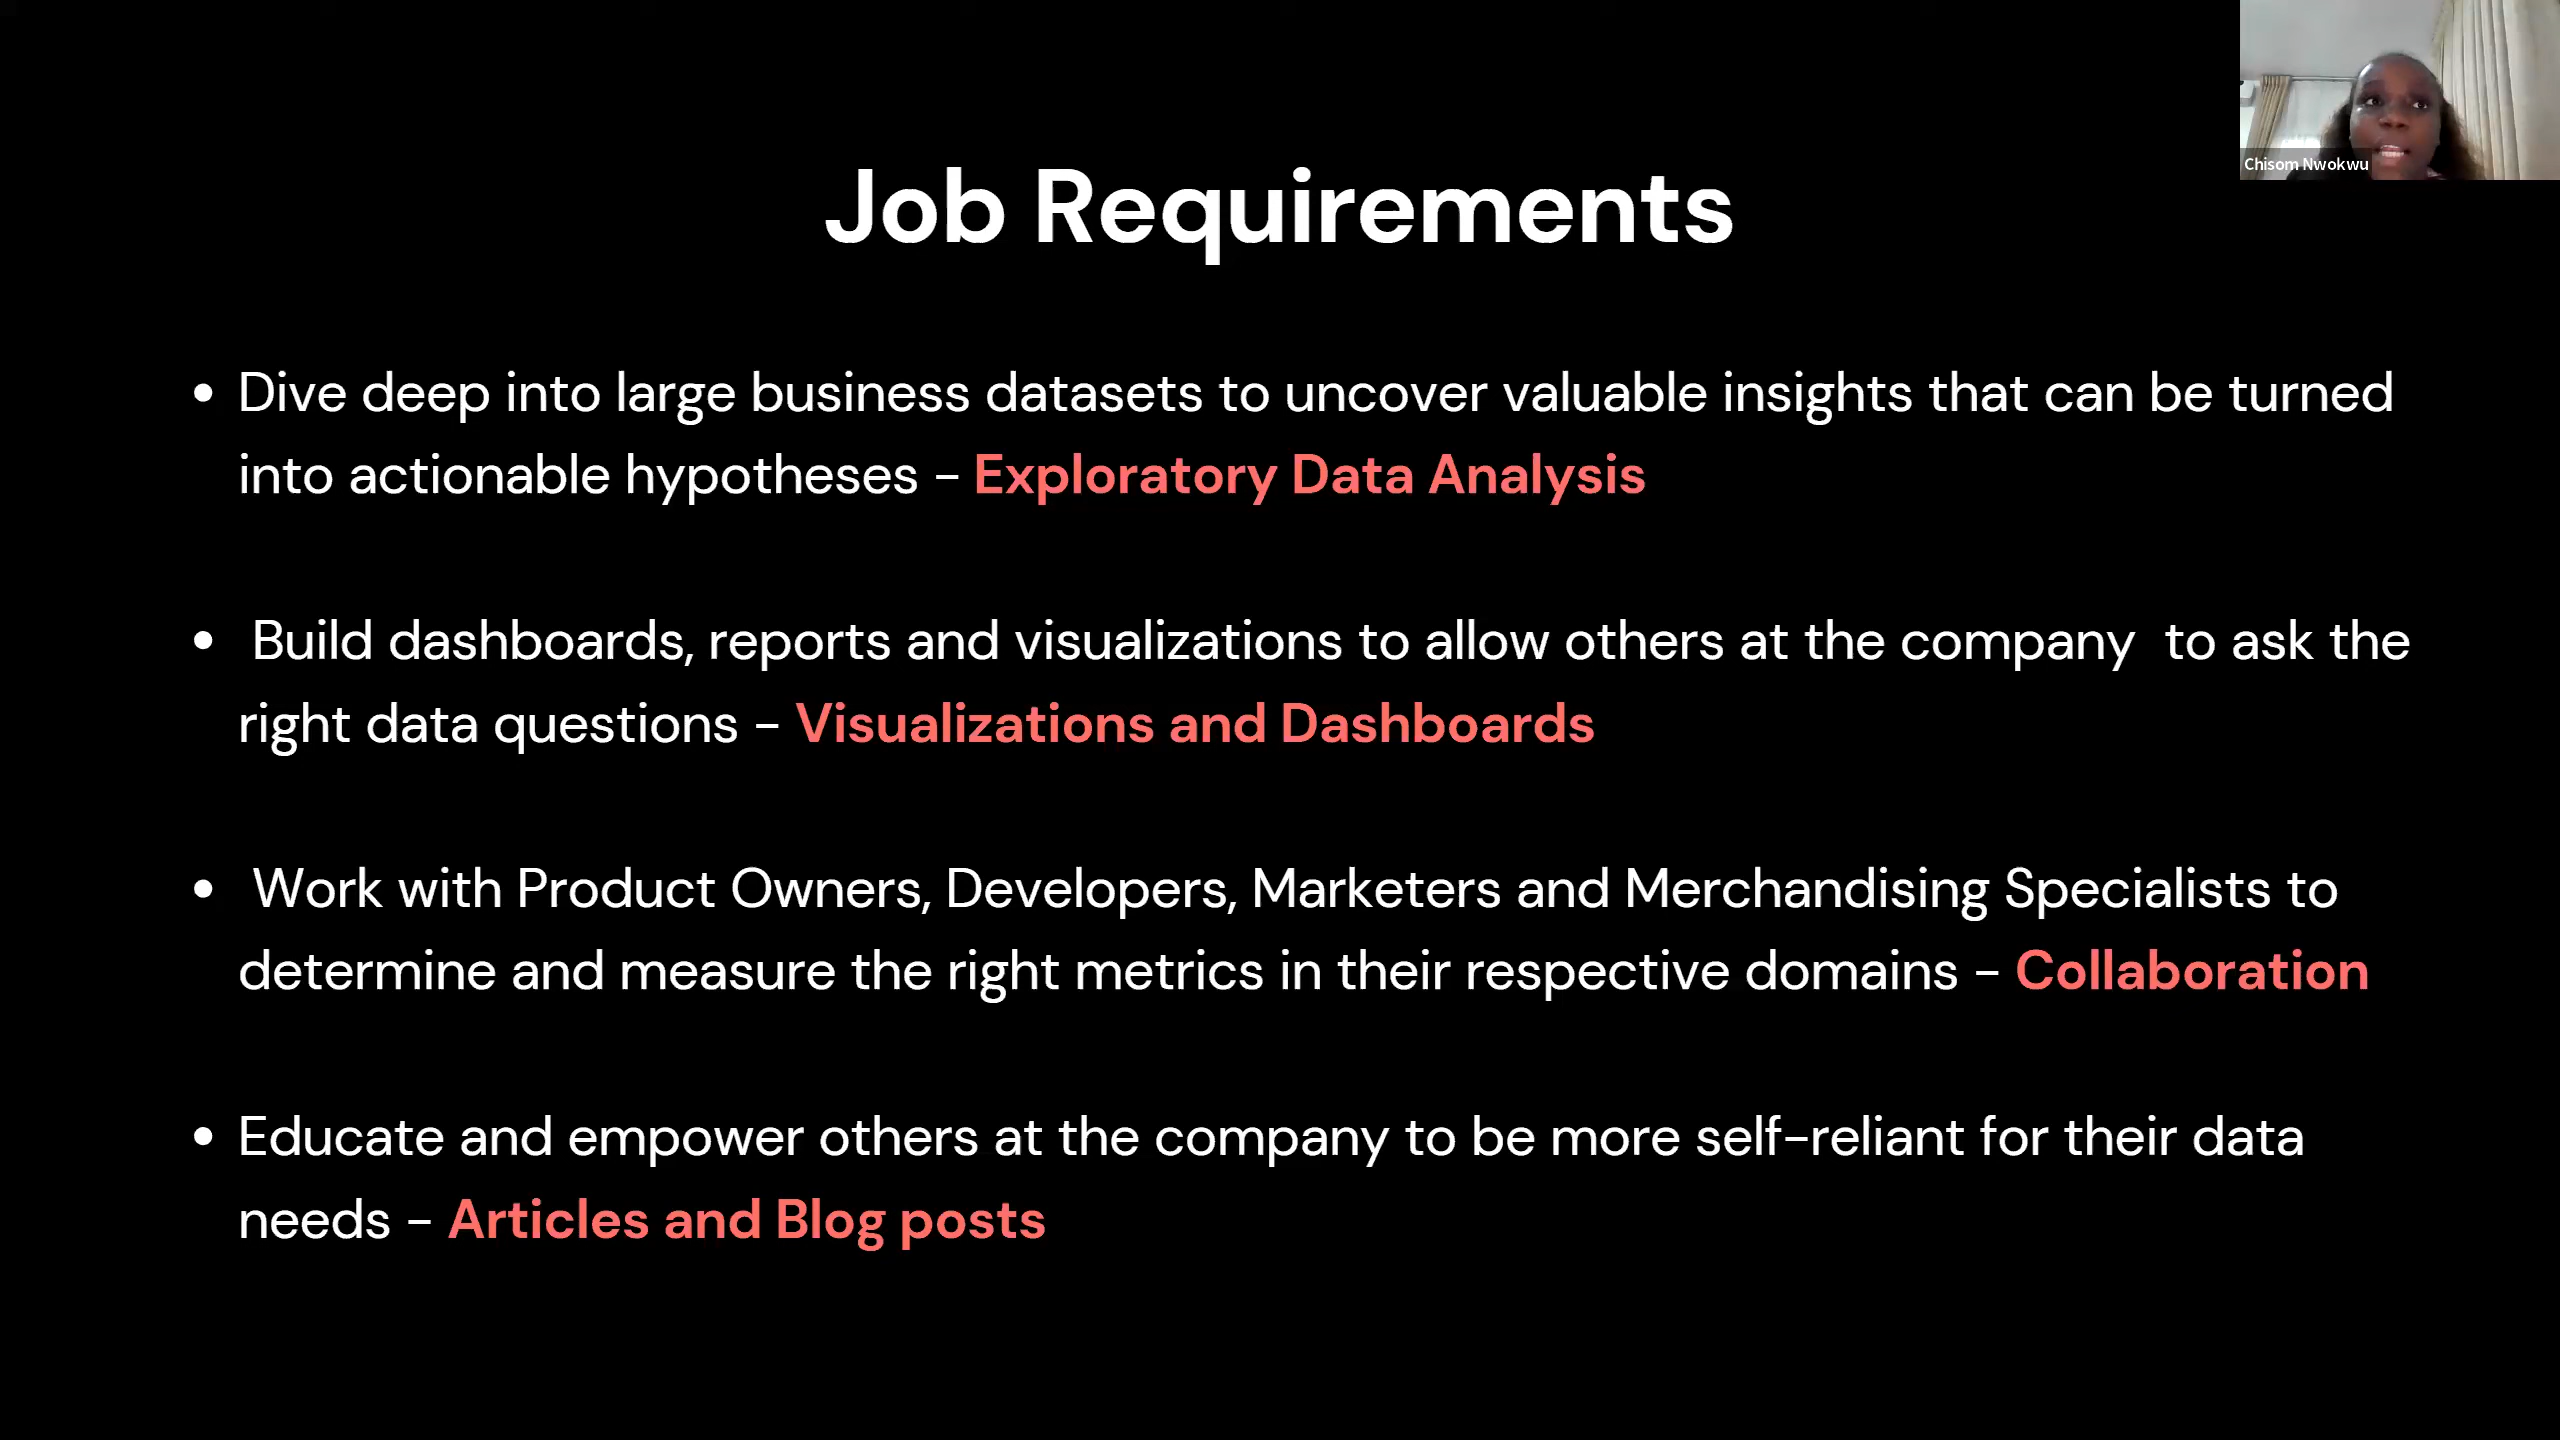 Chisom Nwokwu
Job Requirements
• Dive deep into large business datasets to uncover valuable insights that can be turned
into actionable hypotheses - Exploratory Data Analysis
• Build dashboards, reports and visualizations to allow others at the company  to ask the
right data questions - Visualizations and Dashboards
• Work with Product Owners, Developers, Marketers and Merchandising Specialists to
determine and measure the right metrics in their respective domains - Collaboration
• Educate and empower others at the company to be more self-reliant for their data
needs - Articles and Blog posts